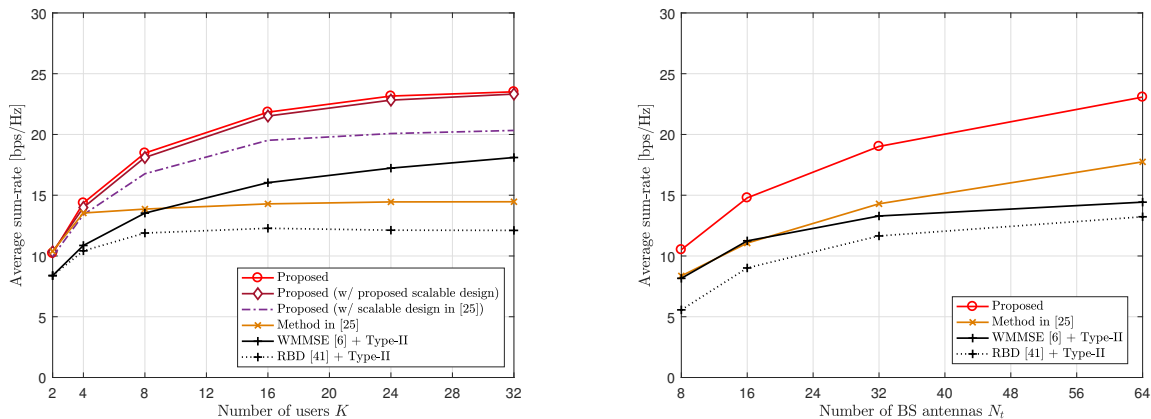 30
25
20
15
10
5
0
Average sum-rate [bps/Hz]
Proposed
Proposed (w/ proposed scalable design)
Proposed (w/ scalable design in [25])
Method in [25]
WMMSE [6] + Type-II
RBD [41] + Type-II
2 4 8 12 16 20 24 28 32
Number of users K
30
25
20
15
10
5
0
Average sum-rate [bps/Hz]
Proposed
Method in [25]
WMMSE [6] + Type-II
RBD [41] + Type-II
8 16 24 32 40 48 56 64
Number of BS antennas Nt